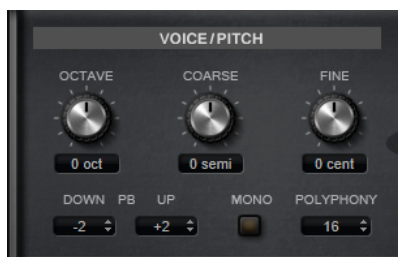 VOICE/PITCH
OCTAVE COARSE FINE
0 oct 0 semi 0 cent
DOWN PB UP MONO POLYPHONY
-2 +2 16